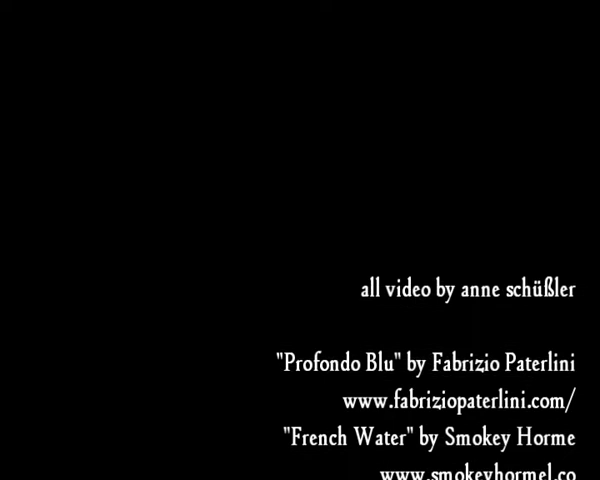 all video by anne schüßler
"Profondo Blu" by Fabrizio Paterlini
www.fabriziopaterlini.com/
"French Water" by Smokey Horme
www.smokeyhormel.co